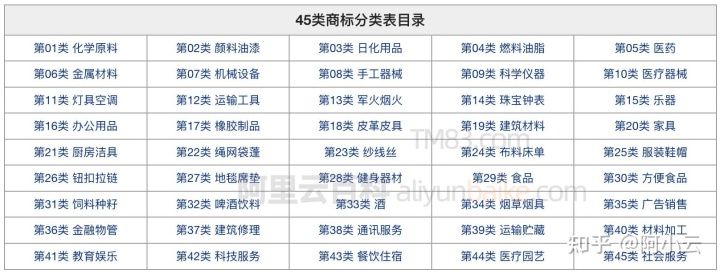 45类商标分类表目录
第01类 化学原料 第02类 颜料油漆 第03类 日化用品 第04类 燃料油脂 第05类 医药
第06类 金属材料 第07类 机械设备 第08类 手工器械 第09类 科学仪器 第10类 医疗器械
第11类 灯具空调 第12类 运输工具 第13类 军火烟火 第14类 珠宝钟表 第15类 乐器
第16类 办公用品 第17类 橡胶制品 第18类 皮革皮具 第19类 建筑材料 第20类 家具
TM83.com
第21类 厨房洁具 第22类 绳网袋蓬 第23类 纱线丝 第24类 布料床单 第25类 服装鞋帽
第26类 钮扣拉链 第27类 地毯席垫 第28类 健身器材 第29类 食品 第30类 方便食品
阿里云百科 aliyunbaike.com
第31类 饲料种籽 第32类 啤酒饮料 第33类 酒 第34类 烟草烟具 第35类 广告销售
第36类 金融物管 第37类 建筑修理 第38类 通讯服务 第39类 运输贮藏 第40类 材料加工
第41类 教育娱乐 第42类 科技服务 第43类 餐饮住宿 第44类 医疗园艺 第45类 社会服务
知乎 @阿小云